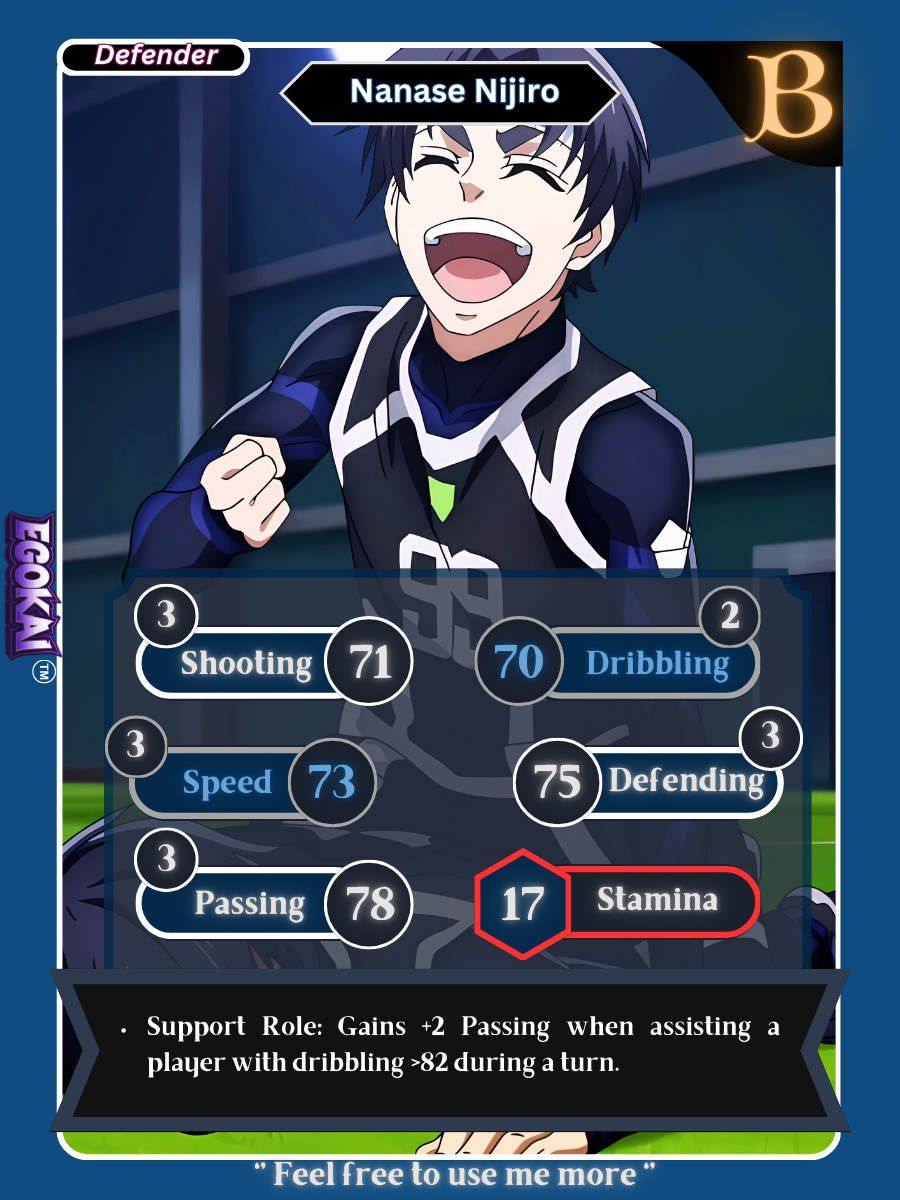 Defender
Nanase Nijiro
B
99
EGOKAI
TM
3
Shooting 71
2
70 Dribbling
3
Speed 73
3
75 Defending
3
Passing 78
17 Stamina
• Support Role: Gains +2 Passing when assisting a
player with dribbling >82 during a turn.
“ Feel free to use me more “